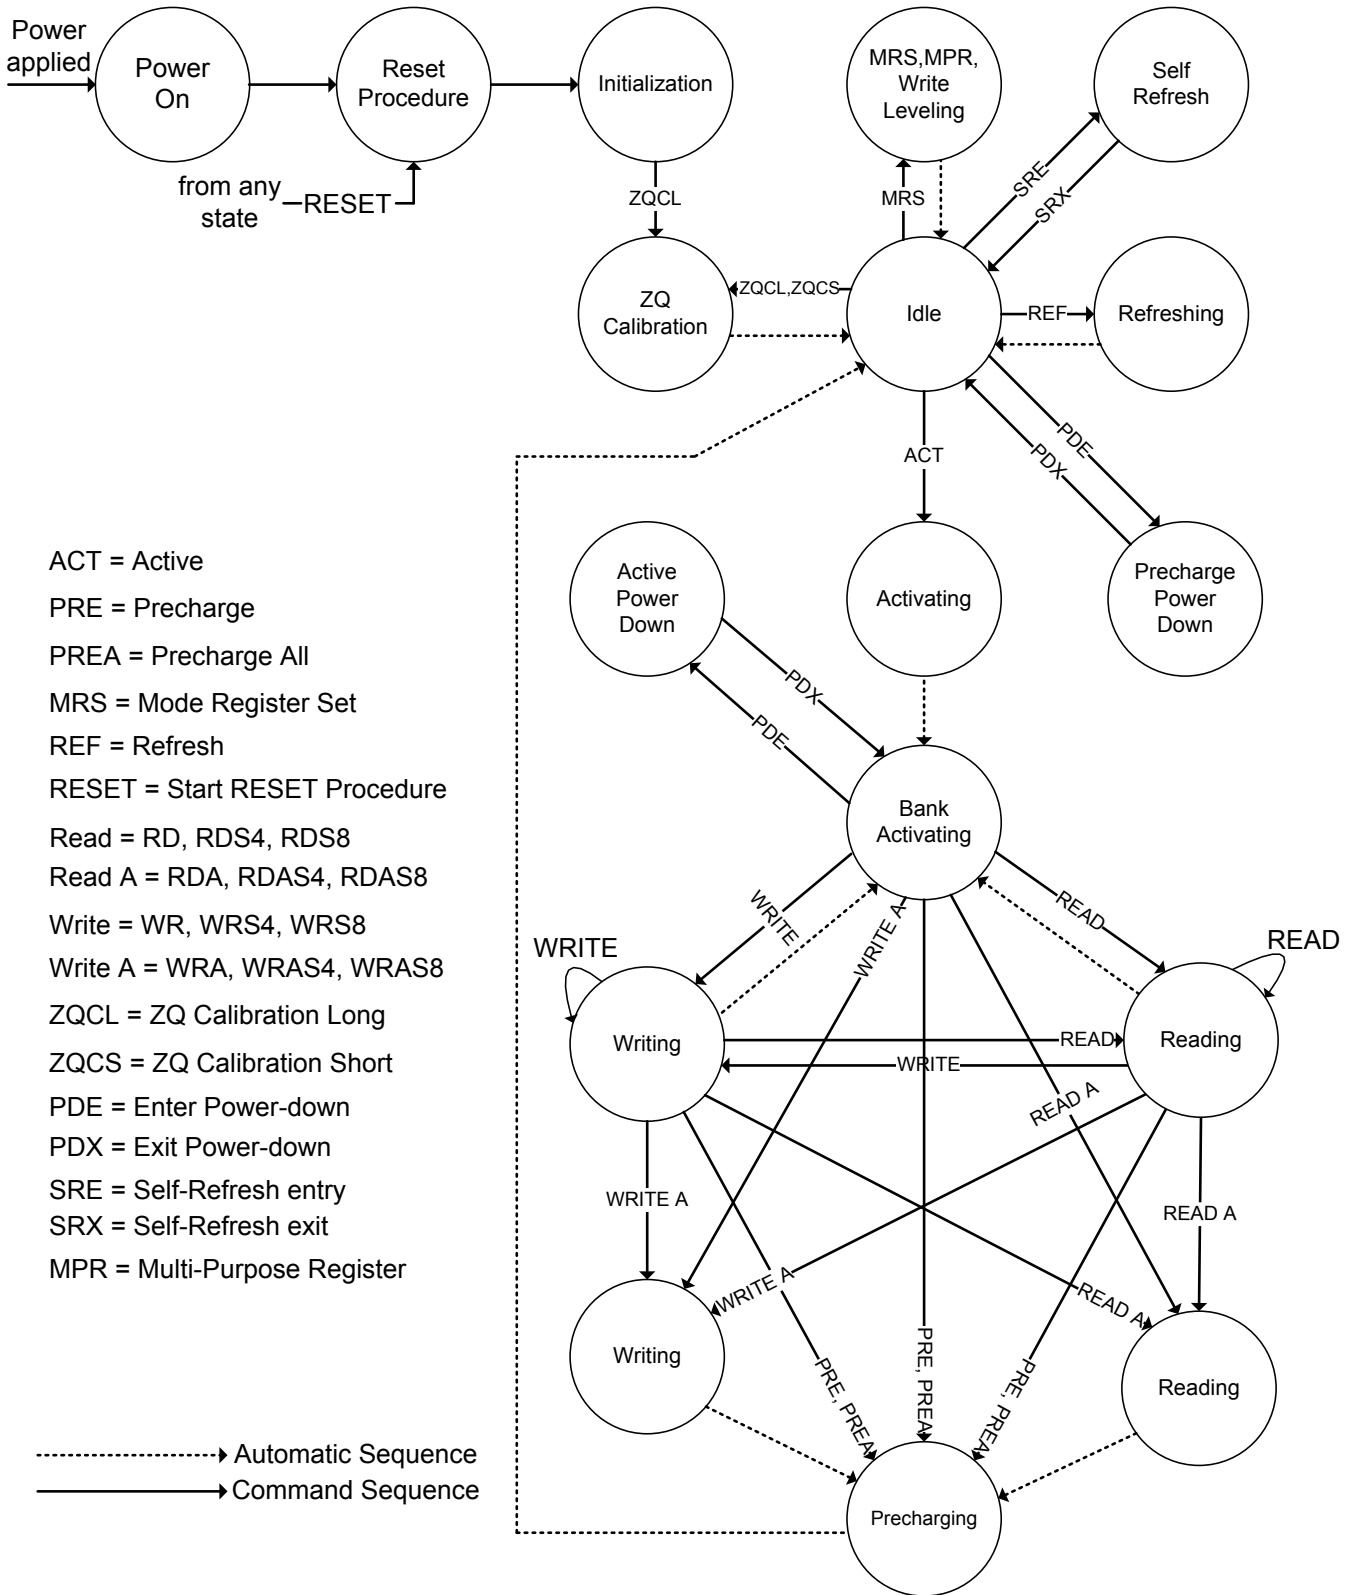 Power
applied
Power
On
Reset
Procedure
Initialization
MRS,MPR,
Write
Leveling
Self
Refresh
from any
state
RESET
ZQCL
MRS
SRE
SRX
ZQ
Calibration
ZQCL,ZQCS
Idle
REF
Refreshing
ACT
PDE
PDX
Active
Power
Down
Activating
Precharge
Power
Down
PDX
PDE
Bank
Activating
ACT = Active
PRE = Precharge
PREA = Precharge All
MRS = Mode Register Set
REF = Refresh
RESET = Start RESET Procedure
Read = RD, RDS4, RDS8
Read A = RDA, RDAS4, RDAS8
Write = WR, WRS4, WRS8
Write A = WRA, WRAS4, WRAS8
ZQCL = ZQ Calibration Long
ZQCS = ZQ Calibration Short
PDE = Enter Power-down
PDX = Exit Power-down
SRE = Self-Refresh entry
SRX = Self-Refresh exit
MPR = Multi-Purpose Register
WRITE
WRITE A
READ
WRITE
READ
Writing
READ
WRITE
Reading
READ A
WRITE A
READ A
WRITE A
READ A
Writing
PRE, PREA
PRE, PREA
PRE, PREA
Reading
Precharging
Automatic Sequence
Command Sequence